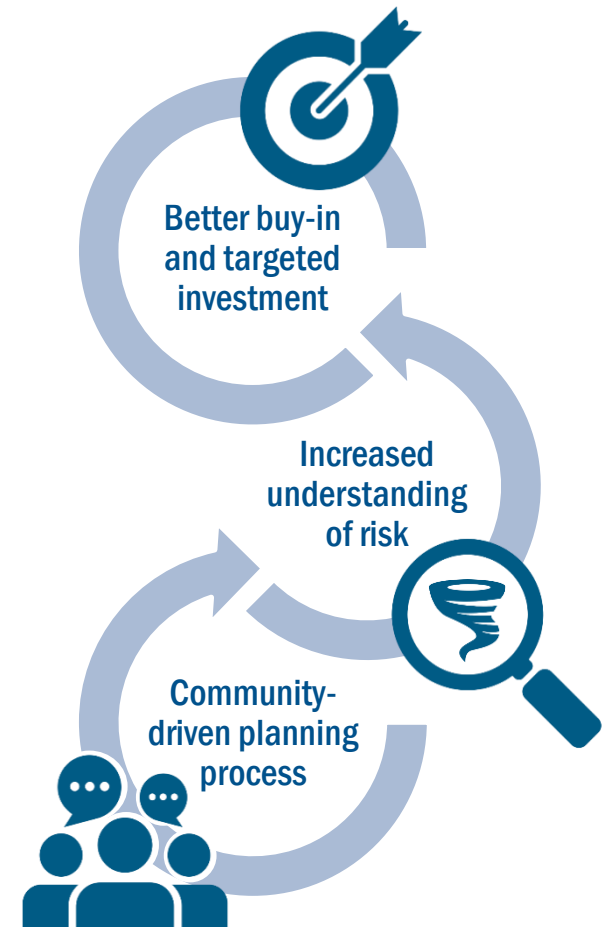 Better buy-in
and targeted
investment
Increased
understanding
of risk
Community-
driven planning
process